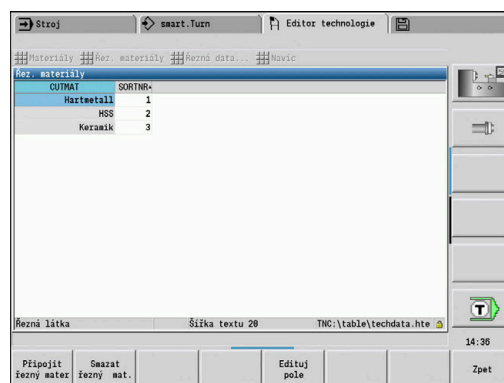 Stroj smart.Turn Editor technologie
Materiály Řez. materiály Řezná data... Navíc
Řez. materiály
CUTMAT SORTNR
Hartmetall 1
HSS 2
Keramik 3
Řezná látka Šířka textu 20 TNC:\table\techdata.hte
14:36
Připojit řezný mater
Smazat řezný mat.
Edituj pole
Zpet